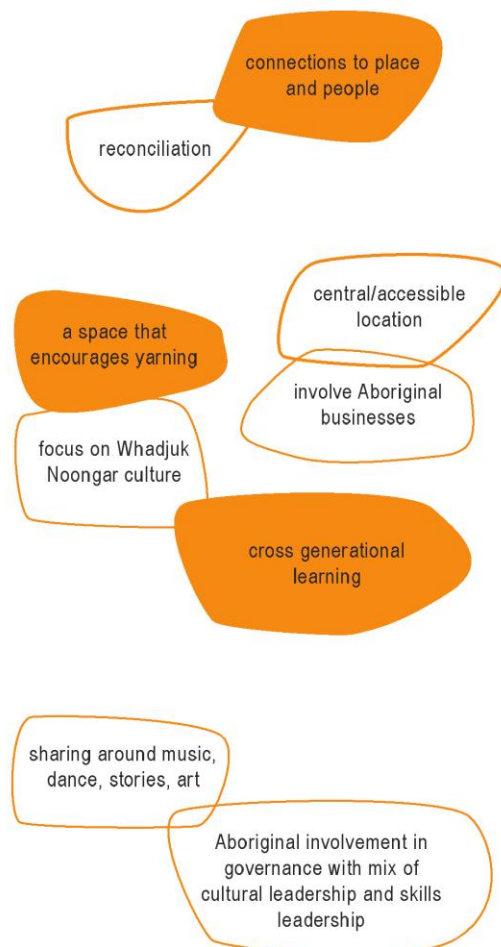 connections to place
and people
reconciliation
central/accessible
location
a space that
encourages yarning
involve Aboriginal
businesses
focus on Whadjuk
Noongar culture
cross generational
learning
sharing around music,
dance, stories, art
Aboriginal involvement in
governance with mix of
cultural leadership and skills
leadership